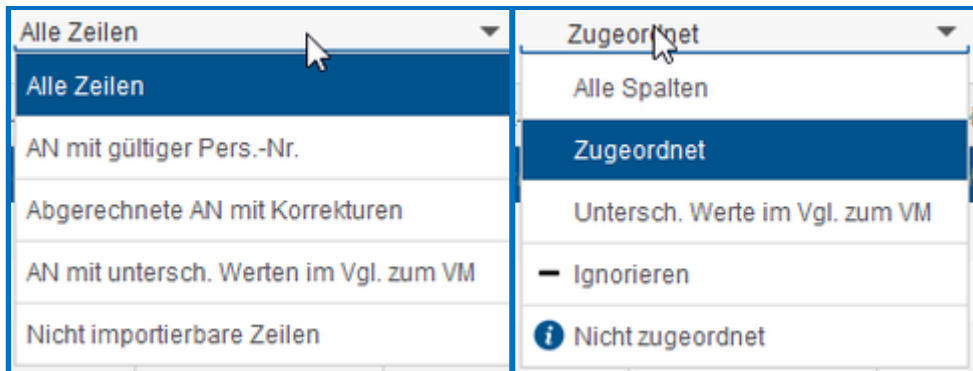 Alle Zeilen
Alle Zeilen
AN mit gültiger Pers.-Nr.
Abgerechnete AN mit Korrekturen
AN mit untersch. Werten im Vgl. zum VM
Nicht importierbare Zeilen
Zugeordnet
Alle Spalten
Zugeordnet
Untersch. Werte im Vgl. zum VM
Ignorieren
Nicht zugeordnet